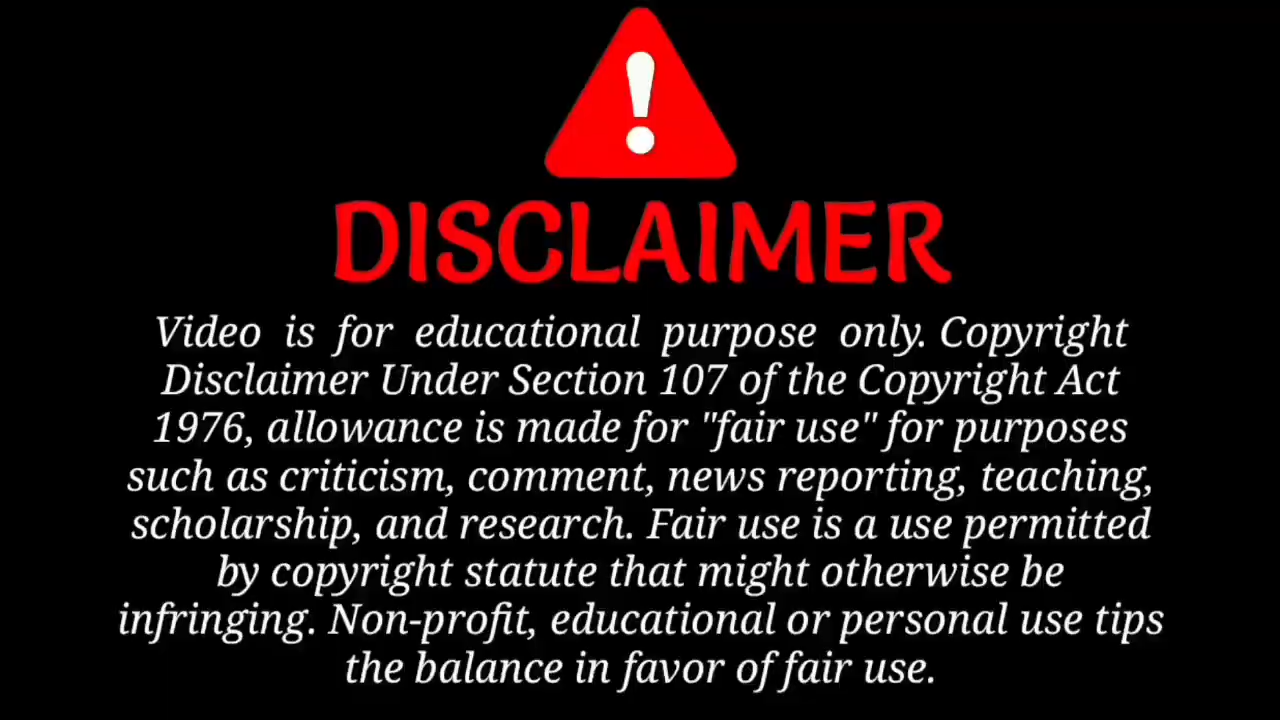 DISCLAIMER
Video is for educational purpose only. Copyright
Disclaimer Under Section 107 of the Copyright Act
1976, allowance is made for "fair use" for purposes
such as criticism, comment, news reporting, teaching,
scholarship, and research. Fair use is a use permitted
by copyright statute that might otherwise be
infringing. Non-profit, educational or personal use tips
the balance in favor of fair use.